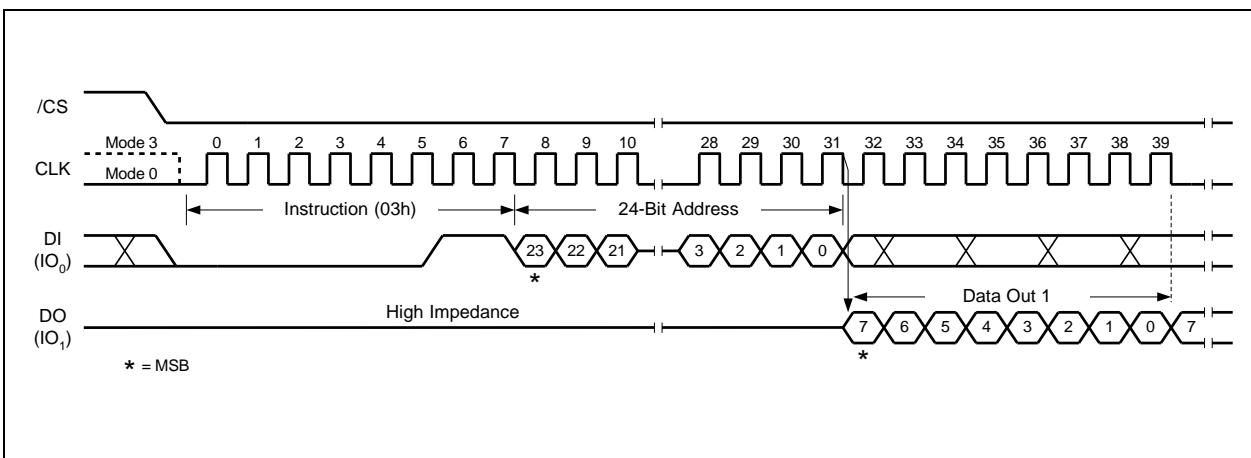 /CS
Mode 3 0 1 2 3 4 5 6 7 8 9 10 28 29 30 31 32 33 34 35 36 37 38 39
CLK
Mode 0
Instruction (03h) 24-Bit Address
DI
(IO0) 23 22 21 3 2 1 0
*
High Impedance Data Out 1
DO
(IO1) 7 6 5 4 3 2 1 0 7
*
* = MSB